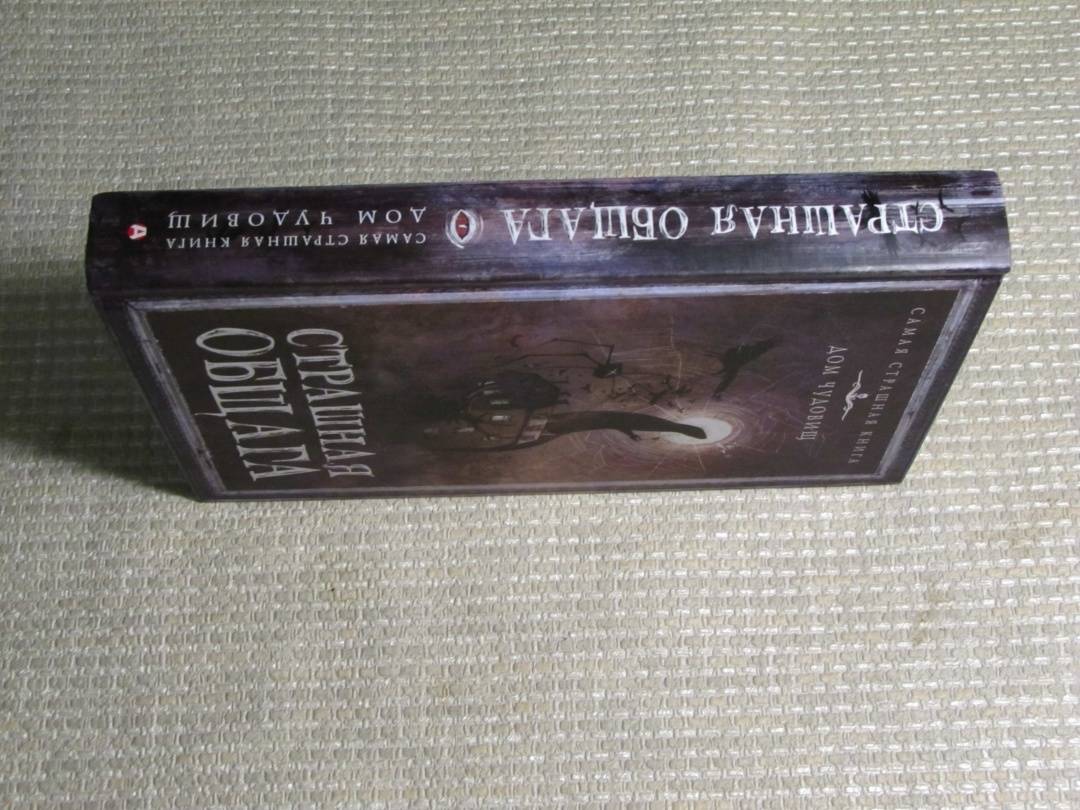 СТРАШНАЯ ОБЩАГА
САМАЯ СТРАШНАЯ КНИГА
ДОМ ЧУДОВИЩ
А
САМАЯ СТРАШНАЯ КНИГА
ДОМ ЧУДОВИЩ
СТРАШНАЯ
ОБЩАГА